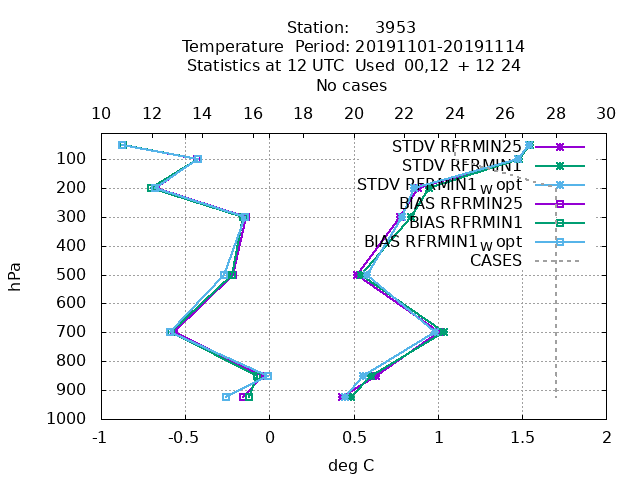 Station: 3953
Temperature Period: 20191101-20191114
Statistics at 12 UTC Used 00,12 + 12 24
No cases
10 12 14 16 18 20 22 24 26 28 30
STDV RFRMIN25
STDV RFRMIN1
STDV RFRMIN1_w opt
BIAS RFRMIN25
BIAS RFRMIN1
BIAS RFRMIN1_w opt
CASES
100
200
300
400
500
600
700
800
900
1000
hPa
-1 -0.5 0 0.5 1 1.5 2
deg C